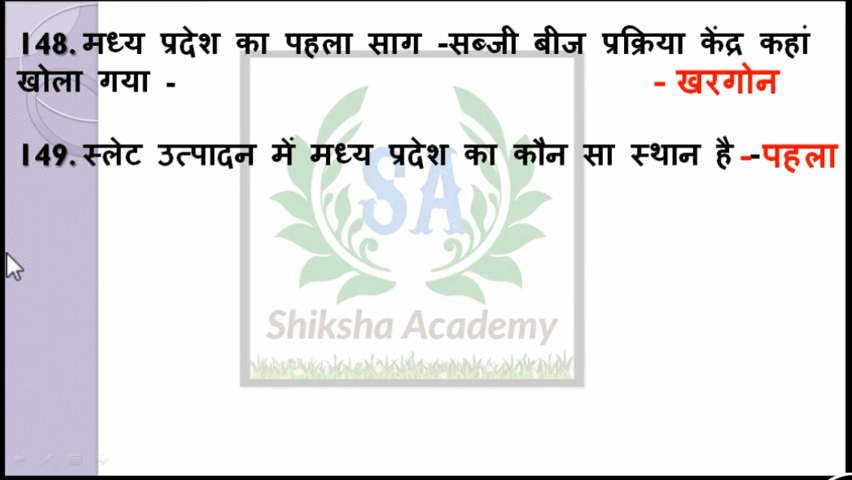 148. मध्य प्रदेश का पहला साग -सब्जी बीज प्रक्रिया केंद्र कहां
खोला गया - - खरगोन
149. स्लेट उत्पादन में मध्य प्रदेश का कौन सा स्थान है --पहला
SA
Shiksha Academy